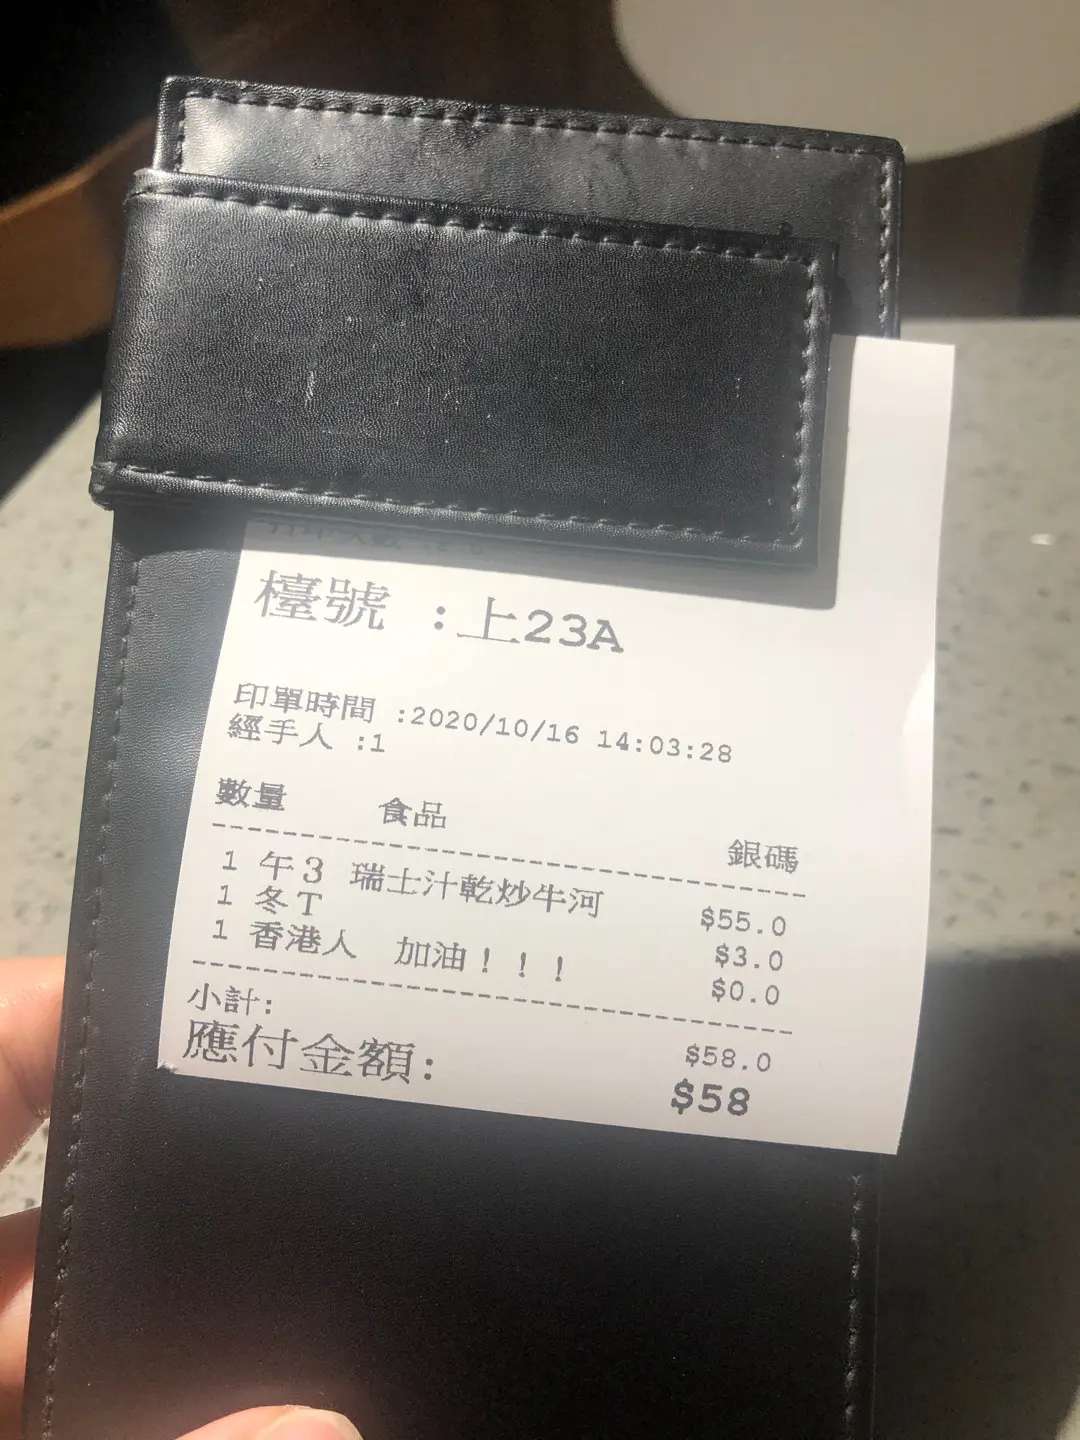 檯號 :上23A
印單時間 :2020/10/16 14:03:28
經手人 :1
數量 食品 銀碼
1 午3 瑞士汁乾炒牛河 $55.0
1 冬T $3.0
1 香港人 加油!!! $0.0
小計: $58.0
應付金額: $58